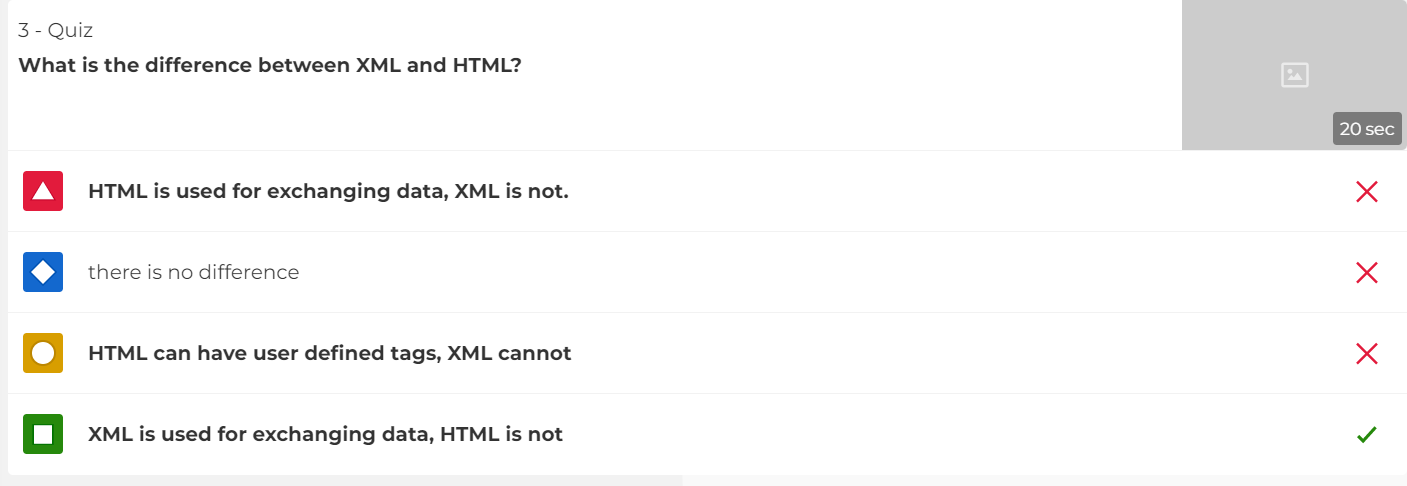 3 - Quiz
What is the difference between XML and HTML?
20 sec
HTML is used for exchanging data, XML is not.
there is no difference
HTML can have user defined tags, XML cannot
XML is used for exchanging data, HTML is not